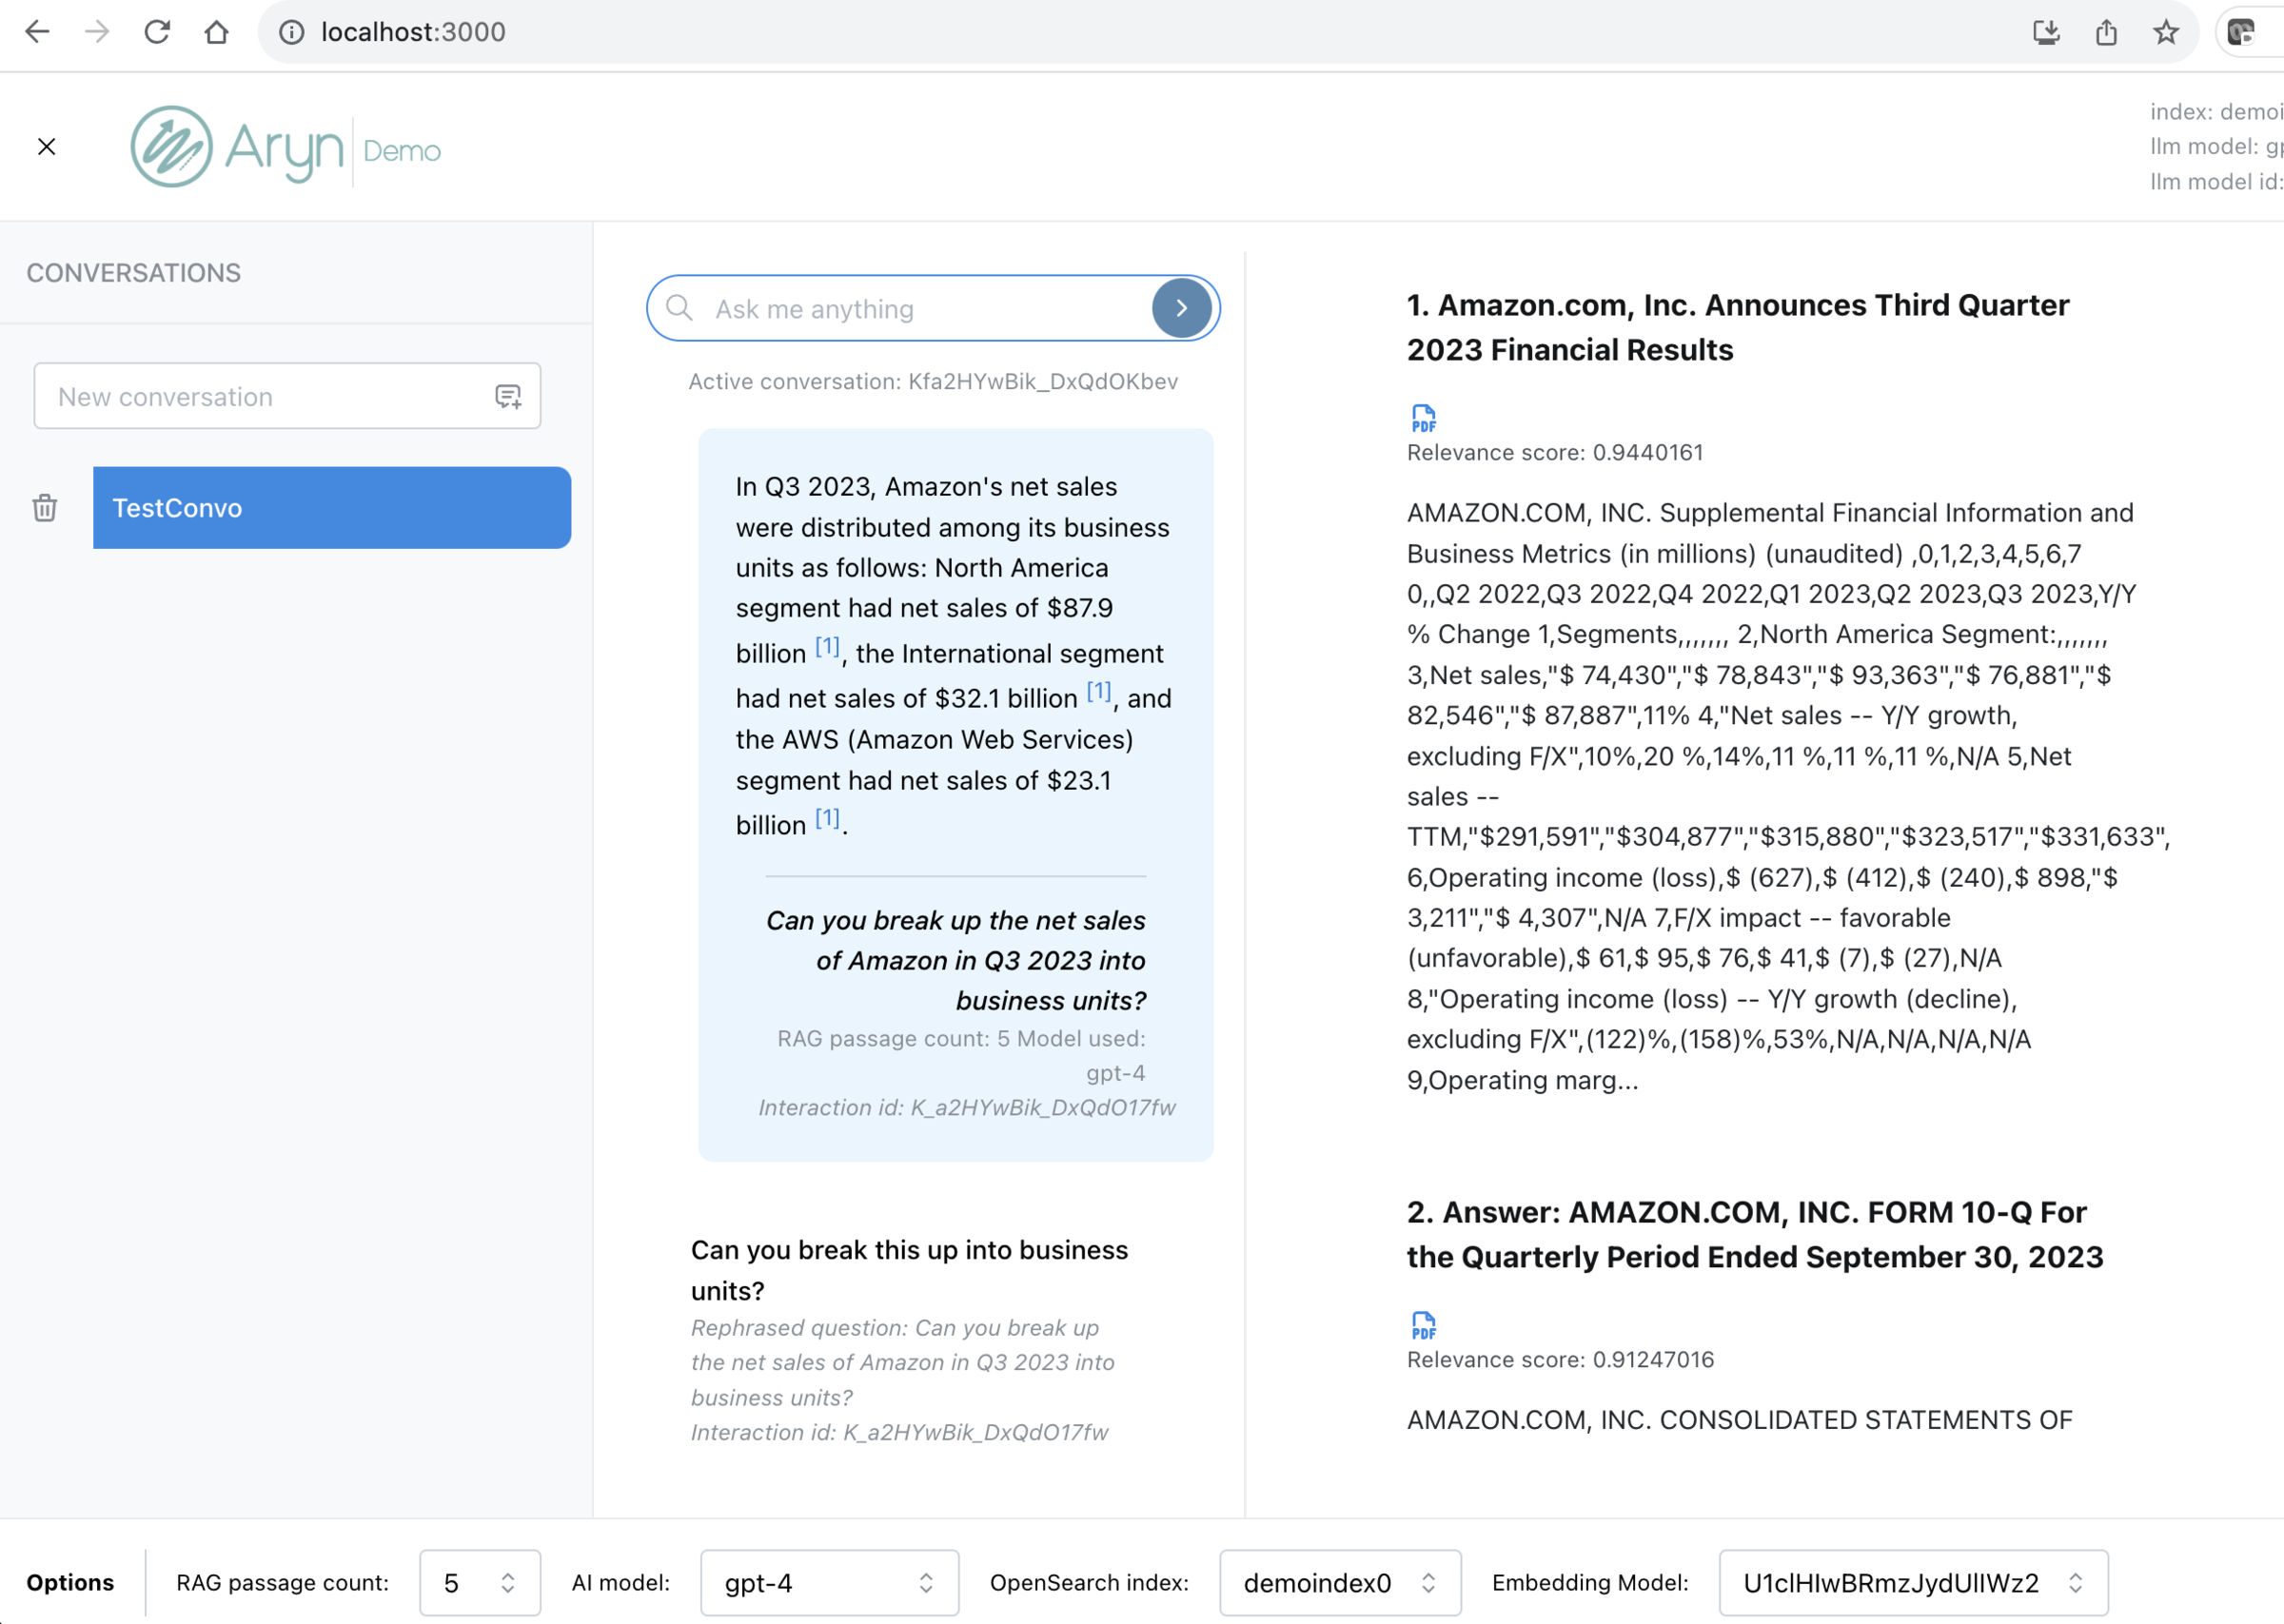 localhost:3000
Aryn Demo
index: demoi
llm model: gp
llm model id:
CONVERSATIONS
New conversation
TestConvo
Ask me anything
Active conversation: Kfa2HYwBik_DxQdOKbev
In Q3 2023, Amazon's net sales
were distributed among its business
units as follows: North America
segment had net sales of $87.9
billion [1], the International segment
had net sales of $32.1 billion [1], and
the AWS (Amazon Web Services)
segment had net sales of $23.1
billion [1].
Can you break up the net sales
of Amazon in Q3 2023 into
business units?
RAG passage count: 5 Model used:
gpt-4
Interaction id: K_a2HYwBik_DxQdO17fw
Can you break this up into business
units?
Rephrased question: Can you break up
the net sales of Amazon in Q3 2023 into
business units?
Interaction id: K_a2HYwBik_DxQdO17fw
1. Amazon.com, Inc. Announces Third Quarter
2023 Financial Results
PDF
Relevance score: 0.9440161
AMAZON.COM, INC. Supplemental Financial Information and
Business Metrics (in millions) (unaudited) ,0,1,2,3,4,5,6,7
0,,Q2 2022,Q3 2022,Q4 2022,Q1 2023,Q2 2023,Q3 2023,Y/Y
% Change 1,Segments,,,,,,, 2,North America Segment:,,,,,,,
3,Net sales,"$ 74,430","$ 78,843","$ 93,363","$ 76,881","$
82,546","$ 87,887",11% 4,"Net sales -- Y/Y growth,
excluding F/X",10%,20 %,14%,11 %,11 %,11 %,N/A 5,Net
sales --
TTM,"$291,591","$304,877","$315,880","$323,517","$331,633",
6,Operating income (loss),$ (627),$ (412),$ (240),$ 898,"$
3,211","$ 4,307",N/A 7,F/X impact -- favorable
(unfavorable),$ 61,$ 95,$ 76,$ 41,$ (7),$ (27),N/A
8,"Operating income (loss) -- Y/Y growth (decline),
excluding F/X",(122)%,(158)%,53%,N/A,N/A,N/A,N/A
9,Operating marg...
2. Answer: AMAZON.COM, INC. FORM 10-Q For
the Quarterly Period Ended September 30, 2023
PDF
Relevance score: 0.91247016
AMAZON.COM, INC. CONSOLIDATED STATEMENTS OF
Options RAG passage count: 5 AI model: gpt-4 OpenSearch index: demoindex0 Embedding Model: U1clHIwBRmzJydUllWz2